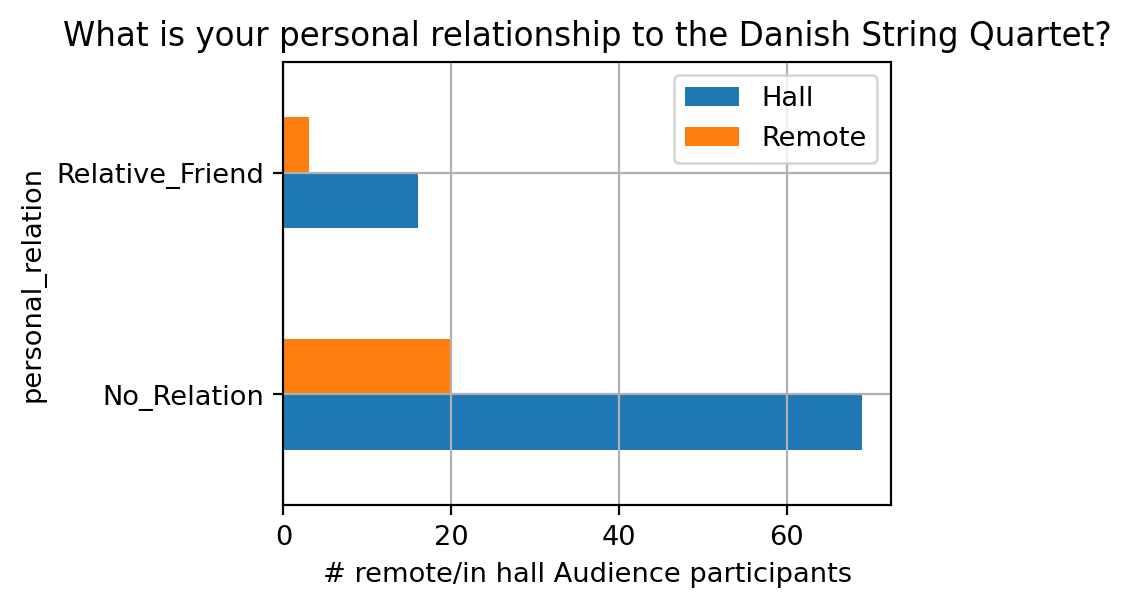 What is your personal relationship to the Danish String Quartet?
Hall
Remote
Relative_Friend
No_Relation
personal_relation
0 20 40 60
# remote/in hall Audience participants